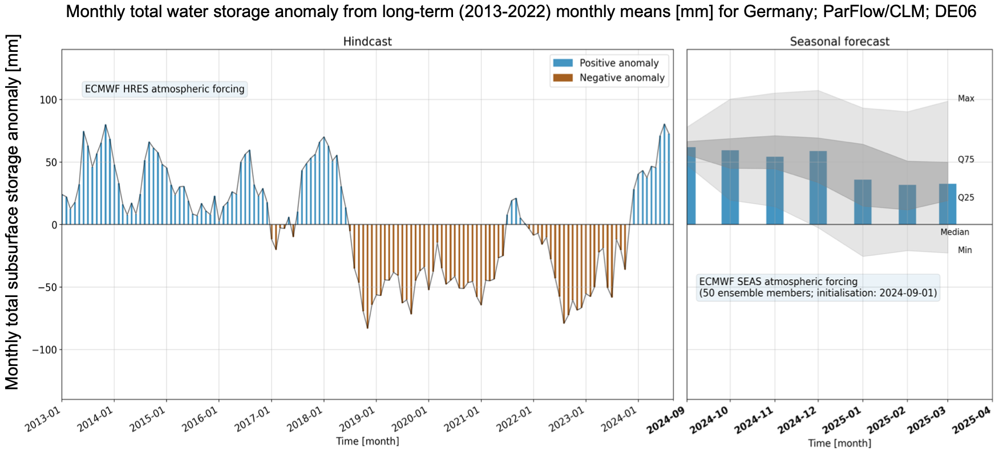 Monthly total water storage anomaly from long-term (2013-2022) monthly means [mm] for Germany; ParFlow/CLM; DE06
Monthly total subsurface storage anomaly [mm]
Hindcast
Positive anomaly
Negative anomaly
ECMWF HRES atmospheric forcing
100
50
0
−50
−100
2013-01
2014-01
2015-01
2016-01
2017-01
2018-01
2019-01
2020-01
2021-01
2022-01
2023-01
2024-01
Time [month]
Seasonal forecast
Max
Q75
Q25
Median
Min
ECMWF SEAS atmospheric forcing
(50 ensemble members; initialisation: 2024-09-01)
2024-09
2024-10
2024-11
2024-12
2025-01
2025-02
2025-03
2025-04
Time [month]